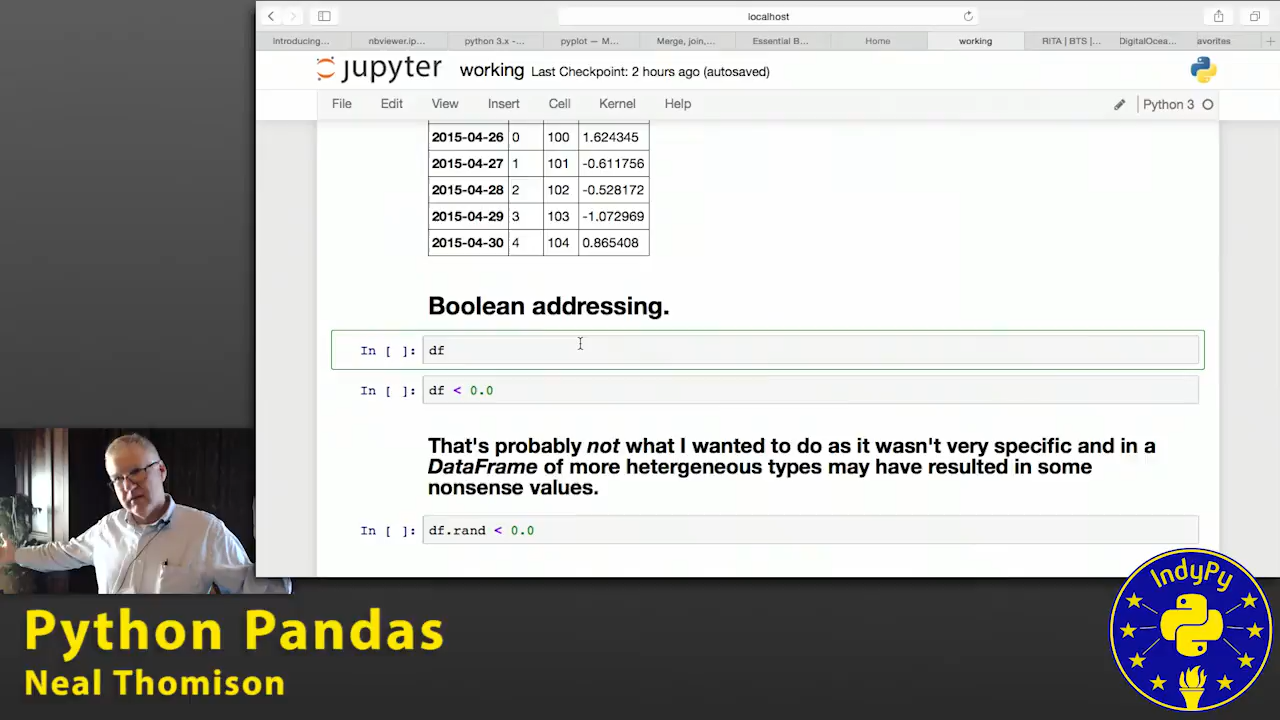 localhost
Introducing...
nbviewer.ip...
python 3.x -...
pyplot — M...
Merge, join,...
Essential B...
Home
working
RITA | BTS |...
DigitalOcea...
avorites
jupyter working Last Checkpoint: 2 hours ago (autosaved)
File Edit View Insert Cell Kernel Help Python 3
2015-04-26 0 100 1.624345
2015-04-27 1 101 -0.611756
2015-04-28 2 102 -0.528172
2015-04-29 3 103 -1.072969
2015-04-30 4 104 0.865408
Boolean addressing.
In [ ]: df
In [ ]: df < 0.0
That's probably not what I wanted to do as it wasn't very specific and in a
DataFrame of more hetergeneous types may have resulted in some
nonsense values.
In [ ]: df.rand < 0.0
IndyPy
Python Pandas
Neal Thomison